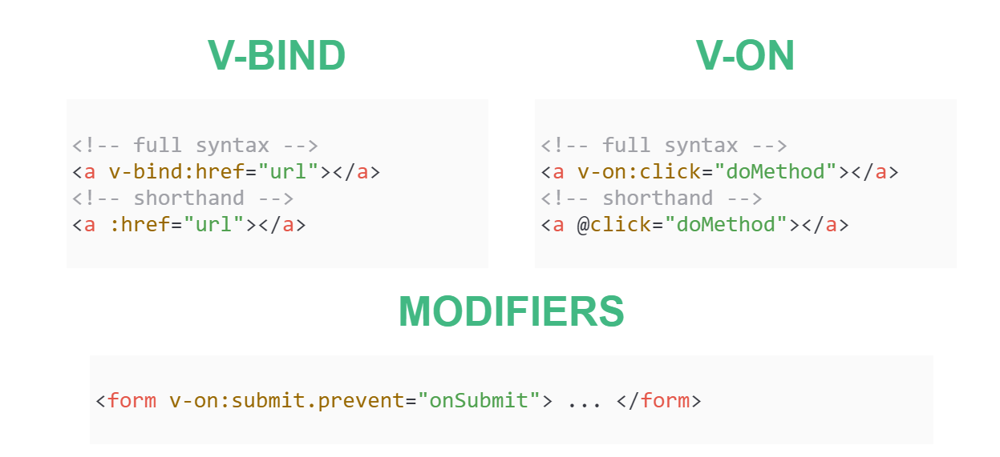 V-BIND
<!-- full syntax -->
<a v-bind:href="url"></a>
<!-- shorthand -->
<a :href="url"></a>
V-ON
<!-- full syntax -->
<a v-on:click="doMethod"></a>
<!-- shorthand -->
<a @click="doMethod"></a>
MODIFIERS
<form v-on:submit.prevent="onSubmit"> ... </form>